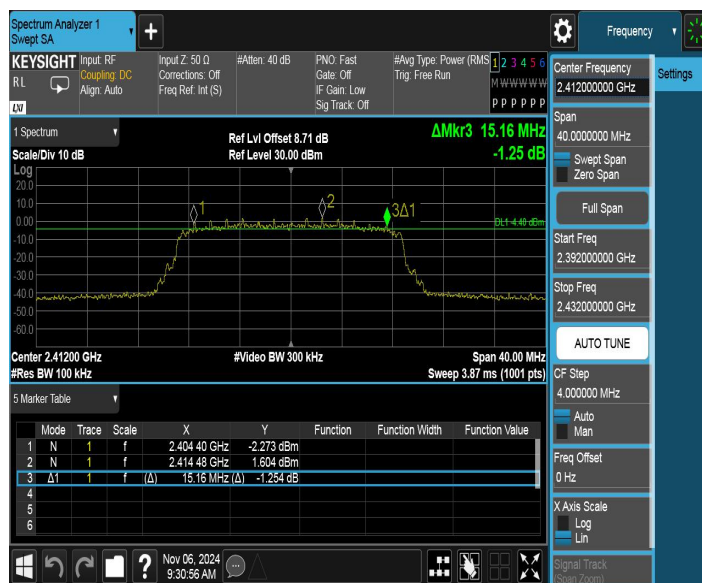 Spectrum Analyzer 1
Swept SA
Frequency
KEYSIGHT
RL
LXI
Input: RF
Coupling: DC
Align: Auto
Input Z: 50 Ω
Corrections: Off
Freq Ref: Int (S)
#Atten: 40 dB
PNO: Fast
Gate: Off
IF Gain: Low
Sig Track: Off
#Avg Type: Power (RMS
Trig: Free Run
1 2 3 4 5 6
M W W W W W
P P P P P P
Settings
Center Frequency
2.412000000 GHz
Span
40.0000000 MHz
Swept Span
Zero Span
Full Span
Start Freq
2.392000000 GHz
Stop Freq
2.432000000 GHz
AUTO TUNE
CF Step
4.000000 MHz
Auto
Man
Freq Offset
0 Hz
X Axis Scale
Log
Lin
Signal Track
(Span Zoom)
1 Spectrum
Scale/Div 10 dB
Ref Lvl Offset 8.71 dB
Ref Level 30.00 dBm
ΔMkr3 15.16 MHz
-1.25 dB
Log
20.0
10.0
0.00
-10.0
-20.0
-30.0
-40.0
-50.0
-60.0
1
2
3Δ1
DL1 -4.40 dBm
Center 2.41200 GHz
#Video BW 300 kHz
Span 40.00 MHz
#Res BW 100 kHz
Sweep 3.87 ms (1001 pts)
5 Marker Table
Mode Trace Scale X Y Function Function Width Function Value
1 N 1 f 2.404 40 GHz -2.273 dBm
2 N 1 f 2.414 48 GHz 1.604 dBm
3 Δ1 1 f (Δ) 15.16 MHz (Δ) -1.254 dB
4
5
6
?
Nov 06, 2024
9:30:56 AM